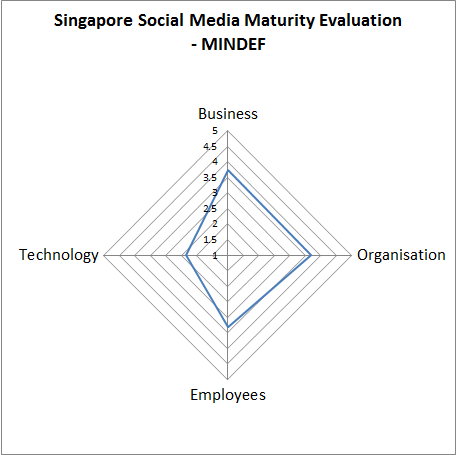 Singapore Social Media Maturity Evaluation
- MINDEF
Business
5
4.5
4
3.5
3
2.5
2
1.5
1
Technology
Organisation
Employees